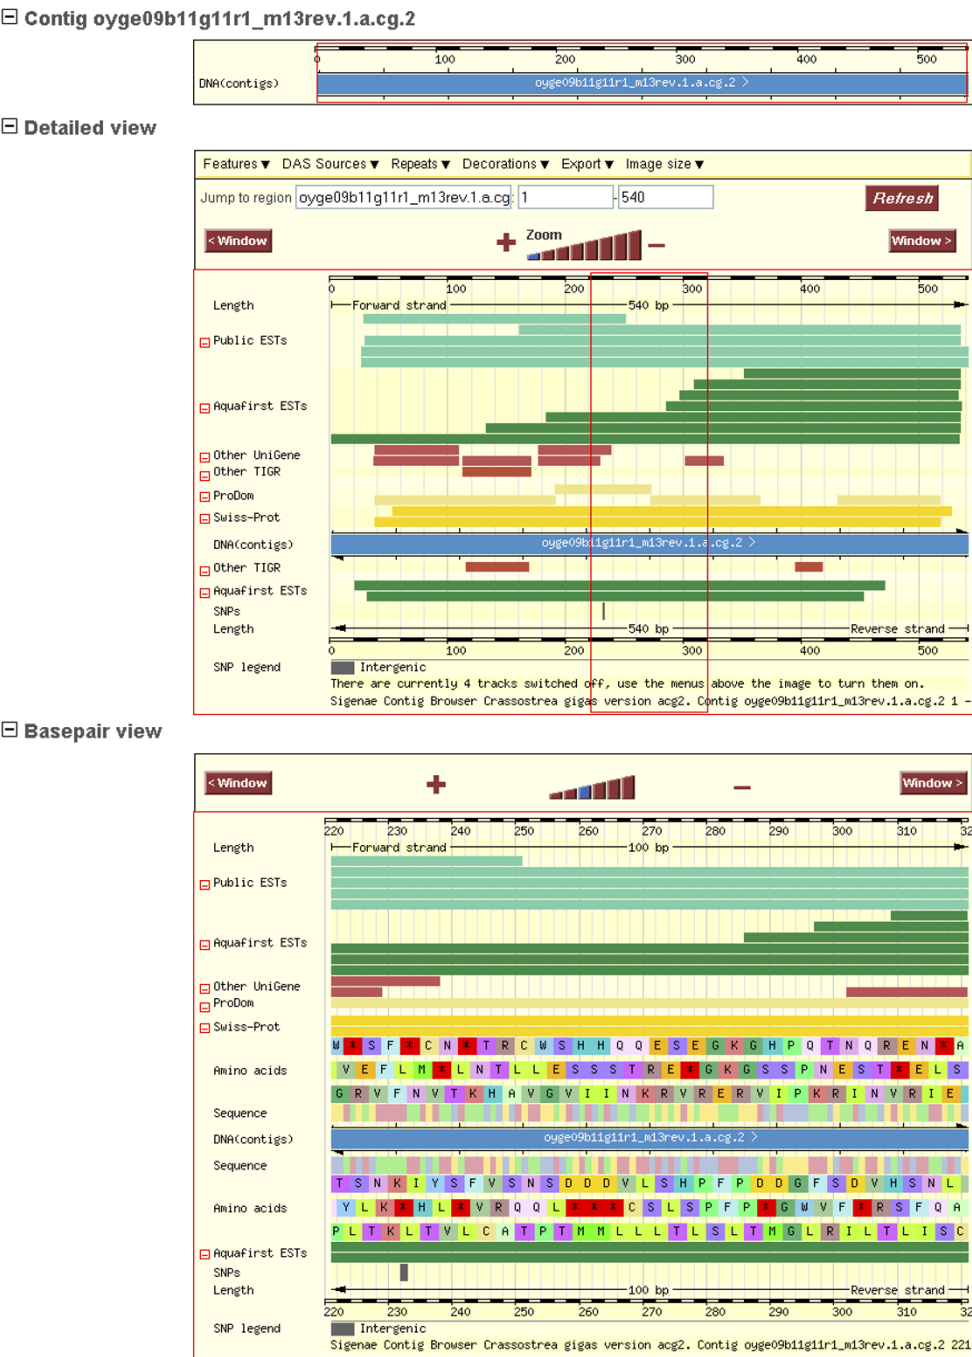 Contig oyge09b11g11r1_m13rev.1.a.cg.2
0 100 200 300 400 500
DNA(contigs) oyge09b11g11r1_m13rev.1.a.cg.2 >
Detailed view
Features ▼ DAS Sources ▼ Repeats ▼ Decorations ▼ Export ▼ Image size ▼
Jump to region oyge09b11g11r1_m13rev.1.a.cg : 1 - 540 Refresh
< Window + Zoom − Window >
0 100 200 300 400 500
Length Forward strand 540 bp
Public ESTs
Aquafirst ESTs
Other UniGene
Other TIGR
ProDom
Swiss-Prot
DNA(contigs) oyge09b11g11r1_m13rev.1.a.cg.2 >
Other TIGR
Aquafirst ESTs
SNPs
Length 540 bp Reverse strand
0 100 200 300 400 500
SNP legend Intergenic
There are currently 4 tracks switched off, use the menus above the image to turn them on.
Sigenae Contig Browser Crassostrea gigas version acg2. Contig oyge09b11g11r1_m13rev.1.a.cg.2 1 -
Basepair view
< Window + − Window >
220 230 240 250 260 270 280 290 300 310 32
Length Forward strand 100 bp
Public ESTs
Aquafirst ESTs
Other UniGene
ProDom
Swiss-Prot
W * S F * C N * T R C W S H H Q Q E S E G K G H P Q T N Q R E N * A
Amino acids V E F L M * L N T L L E S S S T R E * G K G S S P N E S T * E L S
G R V F N V T K H A V G V I I N K R V R E R V I P K R I N V R I E
Sequence
DNA(contigs) oyge09b11g11r1_m13rev.1.a.cg.2 >
Sequence
T S N K I Y S F V S N S D D D V L S H P F P D D G F S D V H S N L
Amino acids Y L K * H L * V R Q Q L * * * C S L S P F P * G W V F * R S F Q A
P L T K L T V L C A T P T M M L L L T L S L T M G L R I L T L I S C
Aquafirst ESTs
SNPs
Length 100 bp Reverse strand
220 230 240 250 260 270 280 290 300 310 32
SNP legend Intergenic
Sigenae Contig Browser Crassostrea gigas version acg2. Contig oyge09b11g11r1_m13rev.1.a.cg.2 221